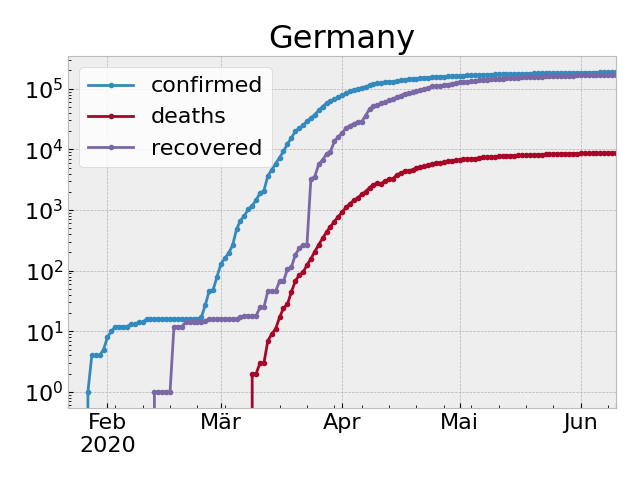 Germany
confirmed
deaths
recovered
10^5
10^4
10^3
10^2
10^1
10^0
Feb Mär Apr Mai Jun
2020